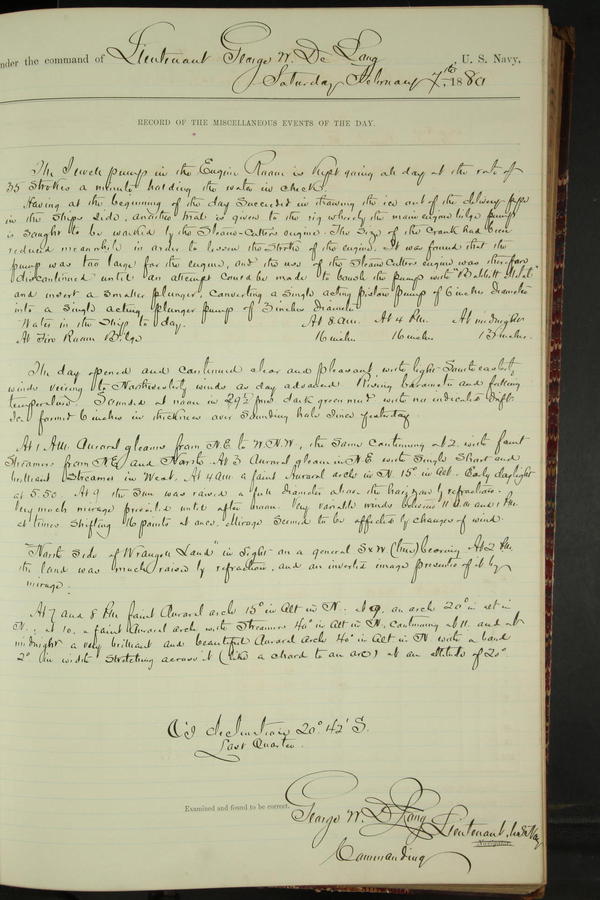 nder the command of Lieutenant George W. De Long, U. S. Navy,
Saturday February 7th, 1880
RECORD OF THE MISCELLANEOUS EVENTS OF THE DAY.
The Sewell pump in the Engine Room is kept going all day at the rate of
35 strokes a minute holding the water in check.
Having at the beginning of the day succeeded in thawing the ice out of the delivery pipe
in the ships side, another trial is given to the rig whereby the main engine bilge pump
is sought to be worked by the Steam-Cutters engine. The size of the crank had been
reduced meanwhile in order to lessen the stroke of the engine. It was found that the
pump was too large for the engine, and the use of the Steam Cutters engine was therefore
discontinued until an attempt could be made to bush the pump with "Babbitt Metal"
and insert a smaller plunger, converting a single acting piston pump of 6 inches diameter
into a single acting plunger pump of 3 inches diameter.
Water in the ship to day. At 8 a.m. At 4 P.m. At midnight
At Fire Room Bilge 16 inches 16 inches 13 inches.
The day opened and continued clear and pleasant with light South easterly
winds veering to Northwesterly winds as day advanced. Rising barometer and falling
temperature. Sounded at noon in 29½ fms dark green mud with no indicated drift.
Ice formed 6 inches in thickness over sounding hole since yesterday.
At 1 AM. Auroral gleams from N.E to W.N.W., the same continuing at 2. with faint
streamers from NE and North. At 3 Auroral gleam in N.E with single short and
brilliant streamer in West. At 4 am a faint Auroral arch in N. 15° in Alt. Early daylight
at 5.50. At 9 the Sun was raised a full diameter above the horizon by refraction.
Very much mirage prevailed until after noon. Very variable winds between 11 a.m and 1 Pm.
at times shifting 16 points at once. Mirage seemed to be affected by changes of wind.
"North side of Wrangel Land" in sight on a general SxW (true) bearing. At 2 Pm.
the land was much raised by refraction, and an inverted image presented of it by
mirage.
At 7 and 8 Pm faint Auroral arch 15° in Alt in N. at 9. an arch 20° in alt in
N.; at 10. a faint Auroral arch with streamers 40° in Alt in N. continuing at 11. and at
midnight a very brilliant and beautiful Auroral Arch 40° in Alt in N with a band
2° in width stretching across it (like a chord to an arc) at an altitude of 20°
declination 20° 42' S.
Last Quarter.
Examined and found to be correct.
George W. De Long Lieutenant, U.S. Navy
Navigator.
Commanding